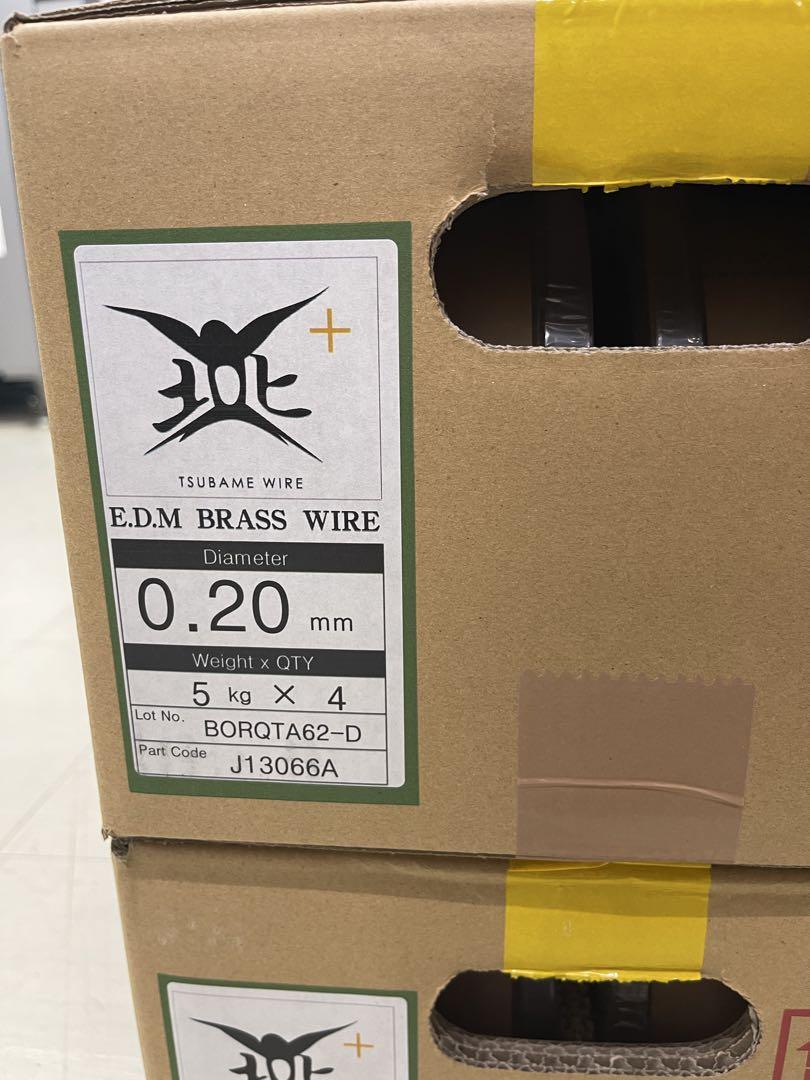 TSUBAME WIRE
E.D.M BRASS WIRE
Diameter
0.20 mm
Weight x QTY
5 kg × 4
Lot No. BORQTA62-D
Part Code J13066A